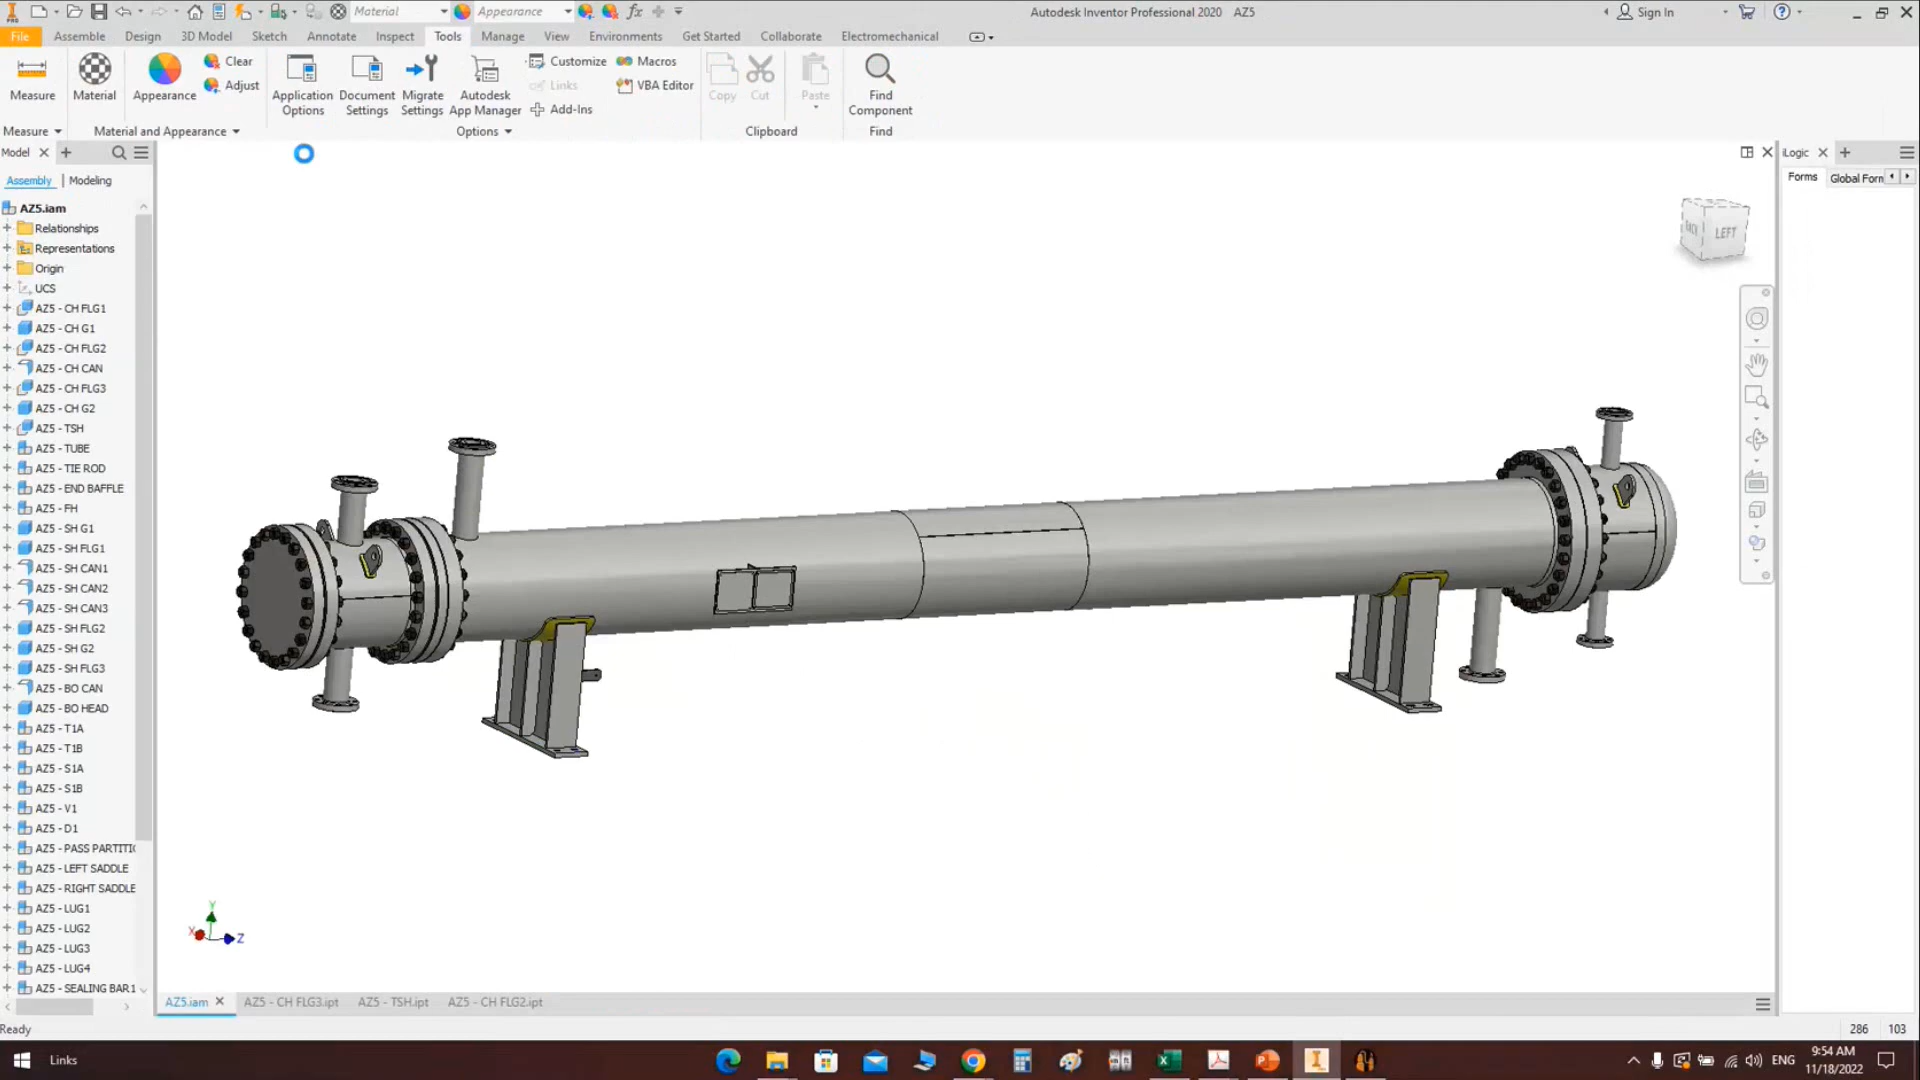 Material
Appearance
Autodesk Inventor Professional 2020 AZ5
Sign In
File Assemble Design 3D Model Sketch Annotate Inspect Tools Manage View Environments Get Started Collaborate Electromechanical
Measure
Material
Appearance
Clear
Adjust
Application Options
Document Settings
Migrate Settings
Autodesk App Manager
Customize
Links
Add-Ins
Macros
VBA Editor
Copy
Cut
Paste
Find Component
Measure
Material and Appearance
Options
Clipboard
Find
Model
iLogic
Assembly | Modeling
Forms
Global Forn
AZ5.iam
Relationships
Representations
Origin
UCS
AZ5 - CH FLG1
AZ5 - CH G1
AZ5 - CH FLG2
AZ5 - CH CAN
AZ5 - CH FLG3
AZ5 - CH G2
AZ5 - TSH
AZ5 - TUBE
AZ5 - TIE ROD
AZ5 - END BAFFLE
AZ5 - FH
AZ5 - SH G1
AZ5 - SH FLG1
AZ5 - SH CAN1
AZ5 - SH CAN2
AZ5 - SH CAN3
AZ5 - SH FLG2
AZ5 - SH G2
AZ5 - SH FLG3
AZ5 - BO CAN
AZ5 - BO HEAD
AZ5 - T1A
AZ5 - T1B
AZ5 - S1A
AZ5 - S1B
AZ5 - V1
AZ5 - D1
AZ5 - PASS PARTITIO
AZ5 - LEFT SADDLE
AZ5 - RIGHT SADDLE
AZ5 - LUG1
AZ5 - LUG2
AZ5 - LUG3
AZ5 - LUG4
AZ5 - SEALING BAR1
BACK
LEFT
Y
X
Z
AZ5.iam
AZ5 - CH FLG3.ipt
AZ5 - TSH.ipt
AZ5 - CH FLG2.ipt
Ready
286
103
Links
ENG
9:54 AM
11/18/2022